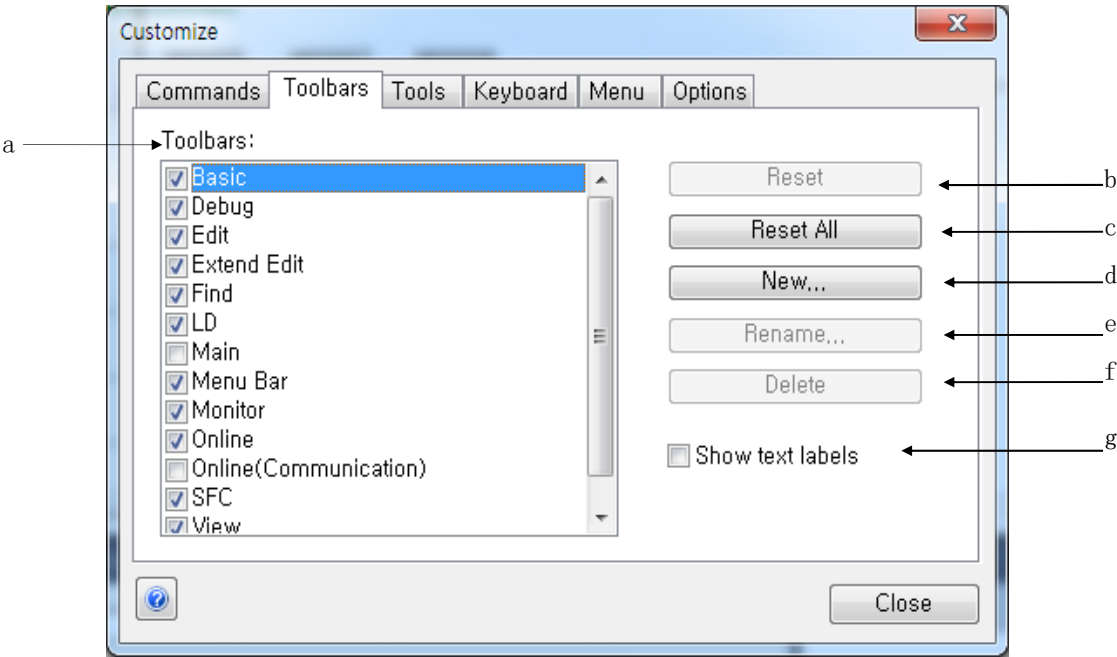 Customize
Commands Toolbars Tools Keyboard Menu Options
a Toolbars:
Basic
Debug
Edit
Extend Edit
Find
LD
Main
Menu Bar
Monitor
Online
Online(Communication)
SFC
View
Reset b
Reset All c
New... d
Rename... e
Delete f
Show text labels g
Close